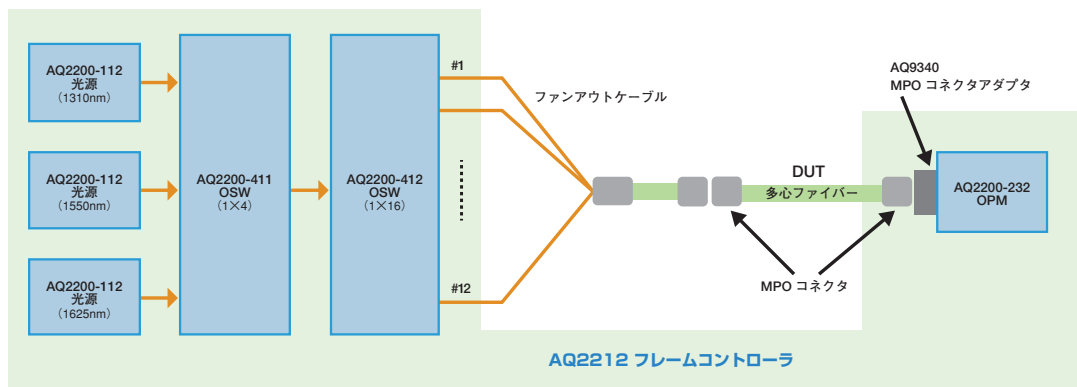 AQ2200-112
光源
（1310nm）
AQ2200-112
光源
（1550nm）
AQ2200-112
光源
（1625nm）
AQ2200-411
OSW
（1×4）
AQ2200-412
OSW
（1×16）
#1
#12
ファンアウトケーブル
DUT
多心ファイバー
MPO コネクタ
AQ9340
MPO コネクタアダプタ
AQ2200-232
OPM
AQ2212 フレームコントローラ